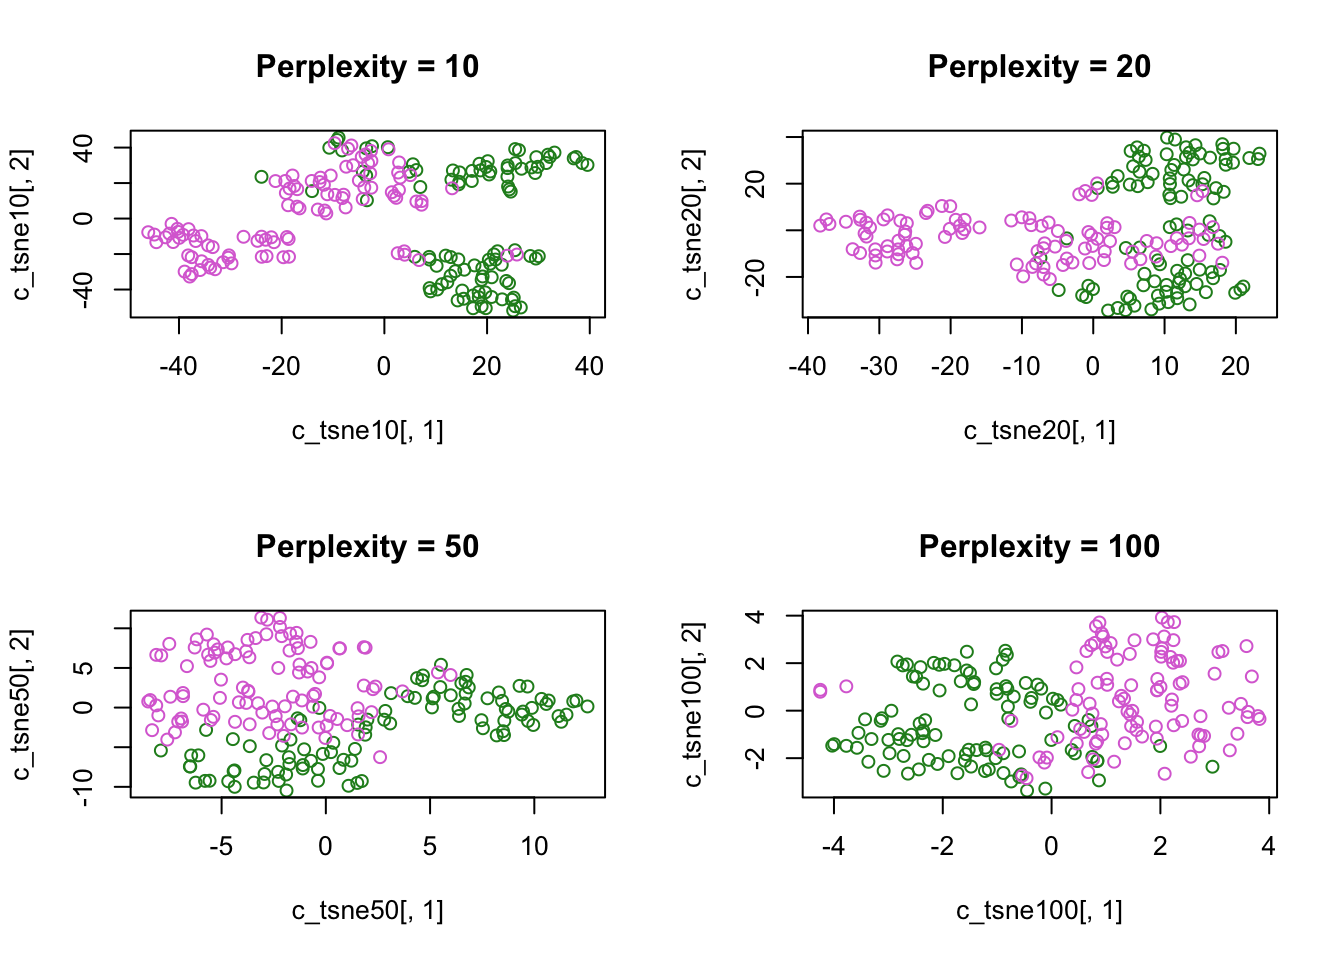 Perplexity = 10
c_tsne10[, 2]
40
0
-40
-40
-20
0
20
40
c_tsne10[, 1]
Perplexity = 20
c_tsne20[, 2]
20
-20
-40
-30
-20
-10
0
10
20
c_tsne20[, 1]
Perplexity = 50
c_tsne50[, 2]
5
0
-10
-5
0
5
10
c_tsne50[, 1]
Perplexity = 100
c_tsne100[, 2]
4
2
0
-2
-4
-2
0
2
4
c_tsne100[, 1]